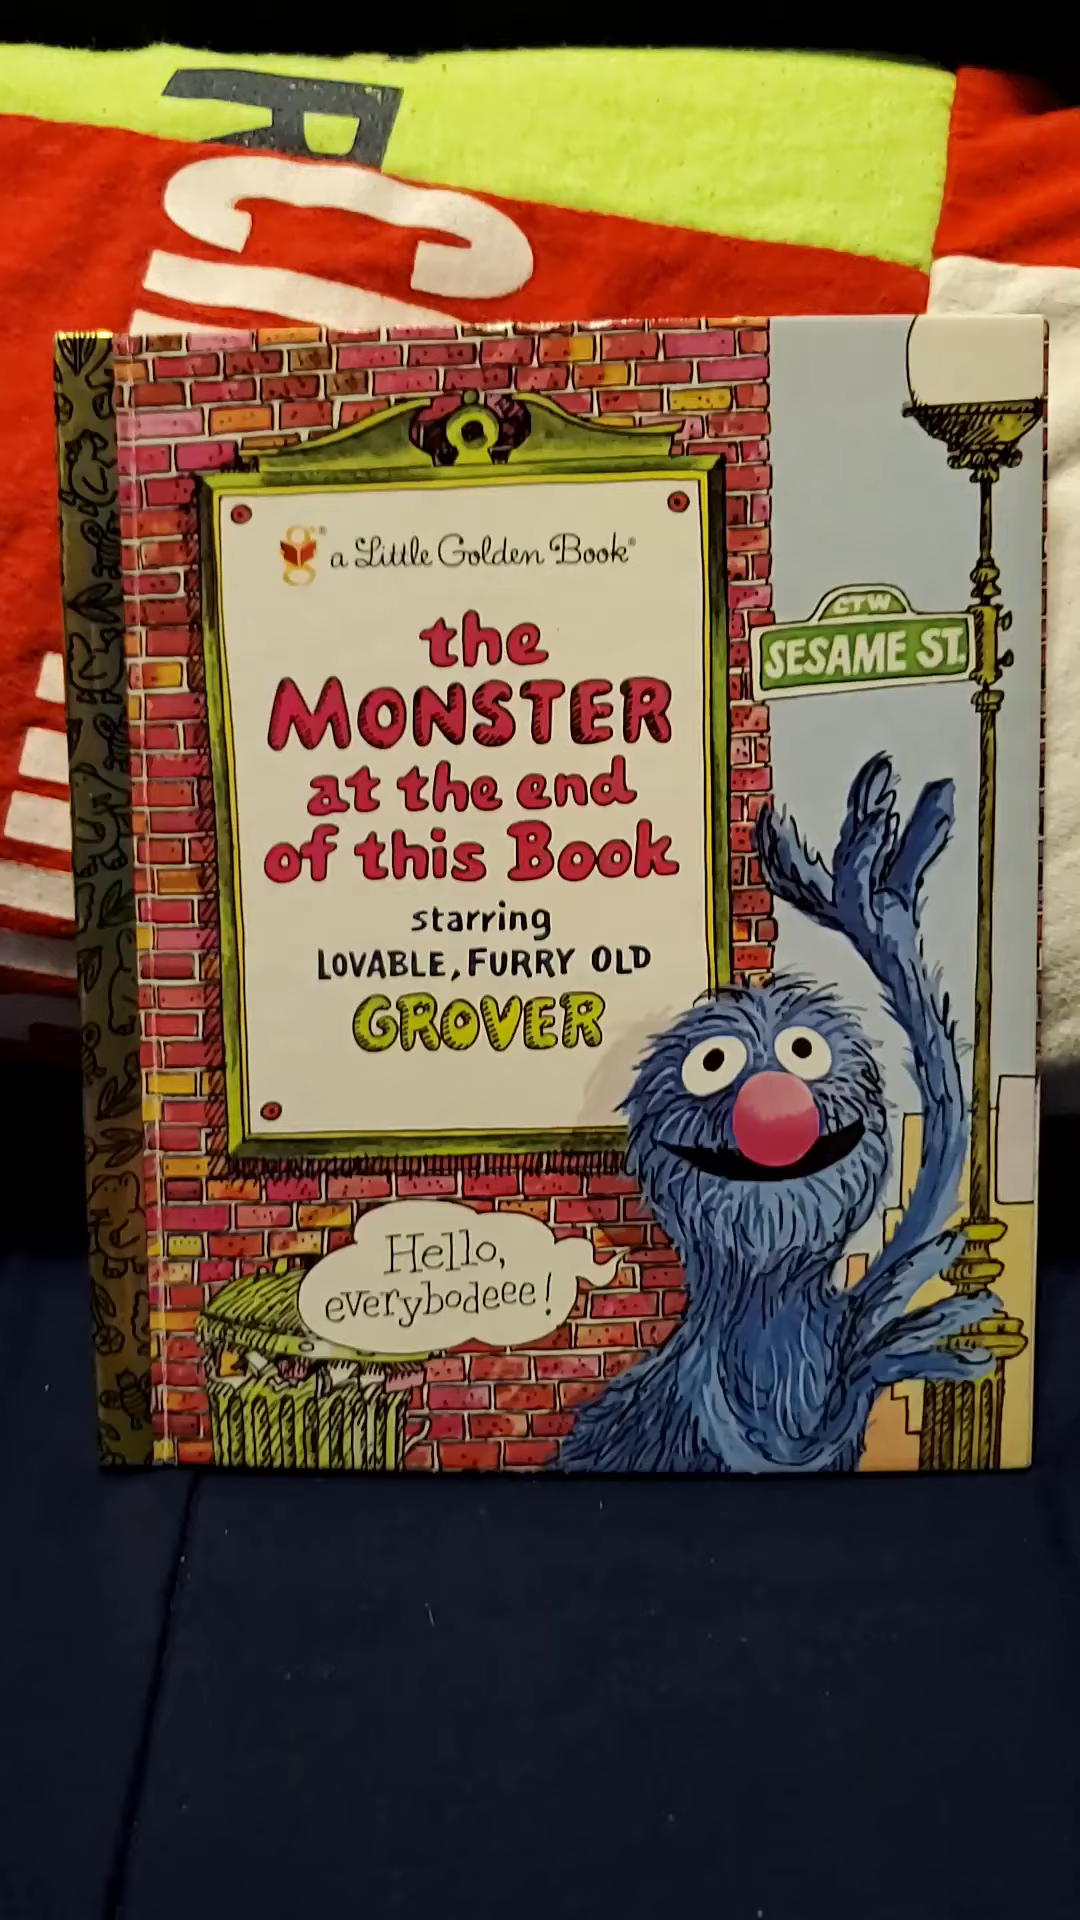 a Little Golden Book®
the
MONSTER
at the end
of this Book
starring
LOVABLE, FURRY OLD
GROVER
CTW
SESAME ST.
Hello,
everybodeee!